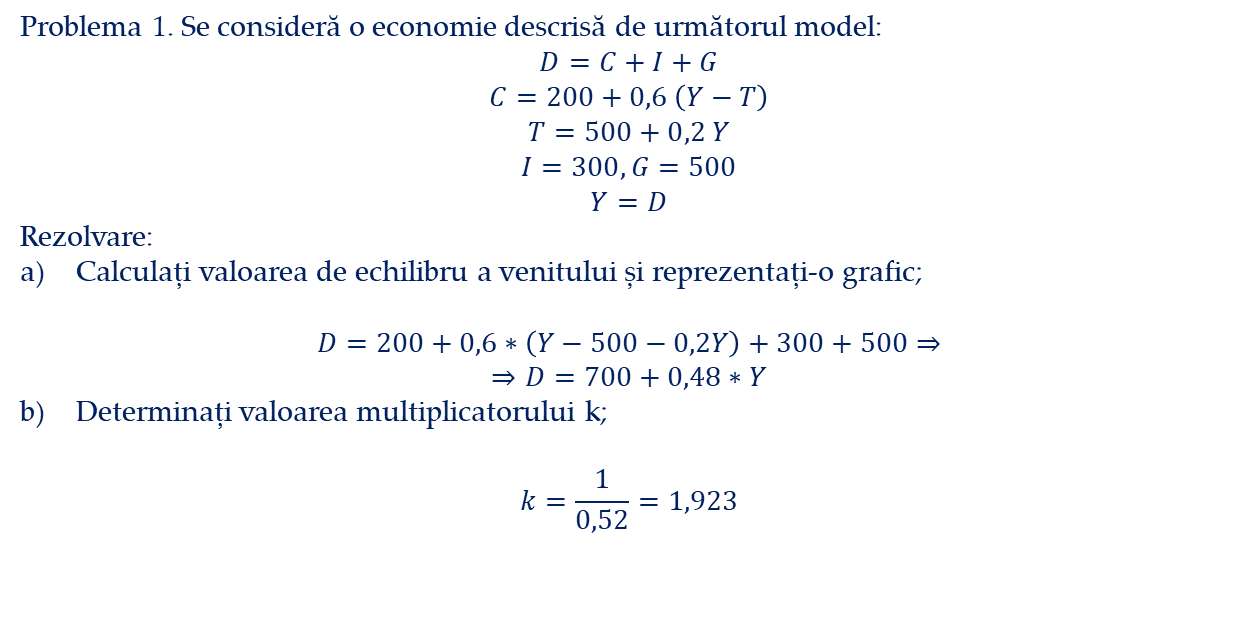 Problema 1. Se consideră o economie descrisă de următorul model:
D = C + I + G
C = 200 + 0,6 (Y − T)
T = 500 + 0,2 Y
I = 300, G = 500
Y = D
Rezolvare:
a) Calculați valoarea de echilibru a venitului și reprezentați-o grafic;
D = 200 + 0,6 ∗ (Y − 500 − 0,2Y) + 300 + 500 ⇒
⇒ D = 700 + 0,48 ∗ Y
b) Determinați valoarea multiplicatorului k;
k = 1/0,52 = 1,923